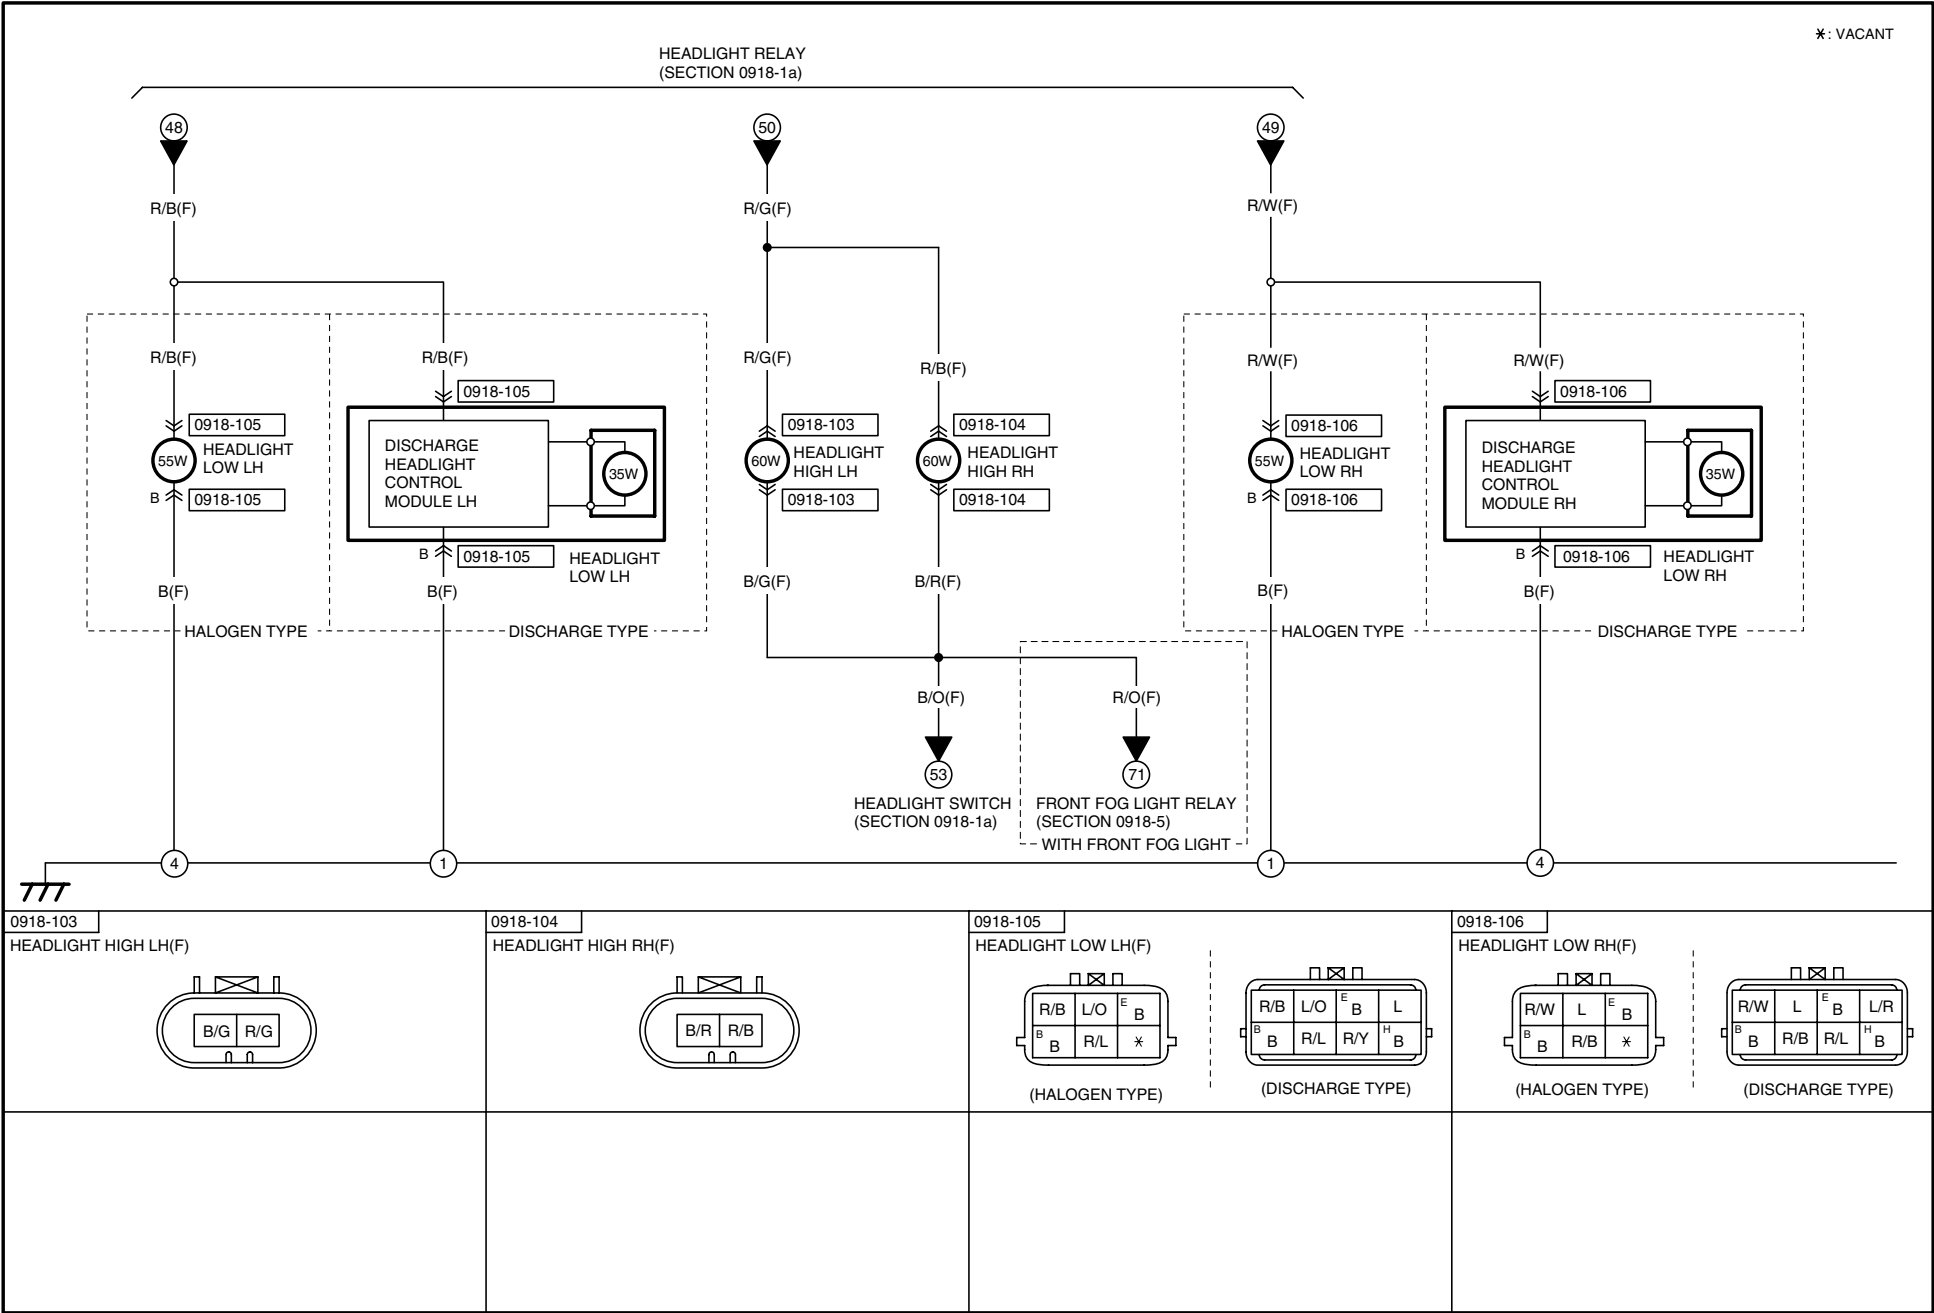 ✶: VACANT
HEADLIGHT RELAY
(SECTION 0918-1a)
48
50
49
R/B(F)
R/G(F)
R/W(F)
R/B(F)
R/B(F)
R/G(F)
R/B(F)
R/W(F)
R/W(F)
0918-105
0918-105
HEADLIGHT
LOW LH
55W
B
0918-105
DISCHARGE
HEADLIGHT
CONTROL
MODULE LH
35W
B
0918-105
HEADLIGHT
LOW LH
0918-103
60W
HEADLIGHT
HIGH LH
0918-103
0918-104
60W
HEADLIGHT
HIGH RH
0918-104
0918-106
55W
HEADLIGHT
LOW RH
B
0918-106
0918-106
DISCHARGE
HEADLIGHT
CONTROL
MODULE RH
35W
B
0918-106
HEADLIGHT
LOW RH
B(F)
B(F)
B/G(F)
B/R(F)
B(F)
B(F)
HALOGEN TYPE
DISCHARGE TYPE
HALOGEN TYPE
DISCHARGE TYPE
B/O(F)
R/O(F)
53
71
HEADLIGHT SWITCH
(SECTION 0918-1a)
FRONT FOG LIGHT RELAY
(SECTION 0918-5)
WITH FRONT FOG LIGHT
4
1
1
4
0918-103
HEADLIGHT HIGH LH(F)
B/G R/G
0918-104
HEADLIGHT HIGH RH(F)
B/R R/B
0918-105
HEADLIGHT LOW LH(F)
R/B L/O E B
B B R/L ✶
(HALOGEN TYPE)
R/B L/O E B L
B B R/L R/Y H B
(DISCHARGE TYPE)
0918-106
HEADLIGHT LOW RH(F)
R/W L E B
B B R/B ✶
(HALOGEN TYPE)
R/W L E B L/R
B B R/B R/L H B
(DISCHARGE TYPE)